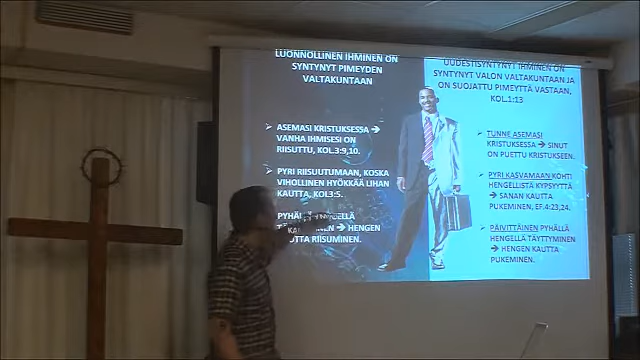 LUONNOLLINEN IHMINEN ON
SYNTYNYT PIMEYDEN
VALTAKUNTAAN
ASEMASI KRISTUKSESSA →
VANHA IHMISESI ON
RIISUTTU, KOL.3:9,10.
PYRI RIISUUTUMAAN, KOSKA
VIHOLLINEN HYÖKKÄÄ LIHAN
KAUTTA, KOL3:5.
HENGEN
KAUTTA RIISUMINEN.
UUDESTISYNTYNYT IHMINEN ON
SYNTYNYT VALON VALTAKUNTAAN JA
ON SUOJATTU PIMEYTTÄ VASTAAN,
KOL.1:13
TUNNE ASEMASI
KRISTUKSESSA → SINUT
ON PUETTU KRISTUKSEEN.
PYRI KASVAMAAN KOHTI
HENGELLISTÄ KYPSYYTTÄ
→ SANAN KAUTTA
PUKEMINEN, EF.4:23,24.
PÄIVITTÄINEN PYHÄLLÄ
HENGELLÄ TÄYTTYMINEN
→ HENGEN KAUTTA
PUKEMINEN.